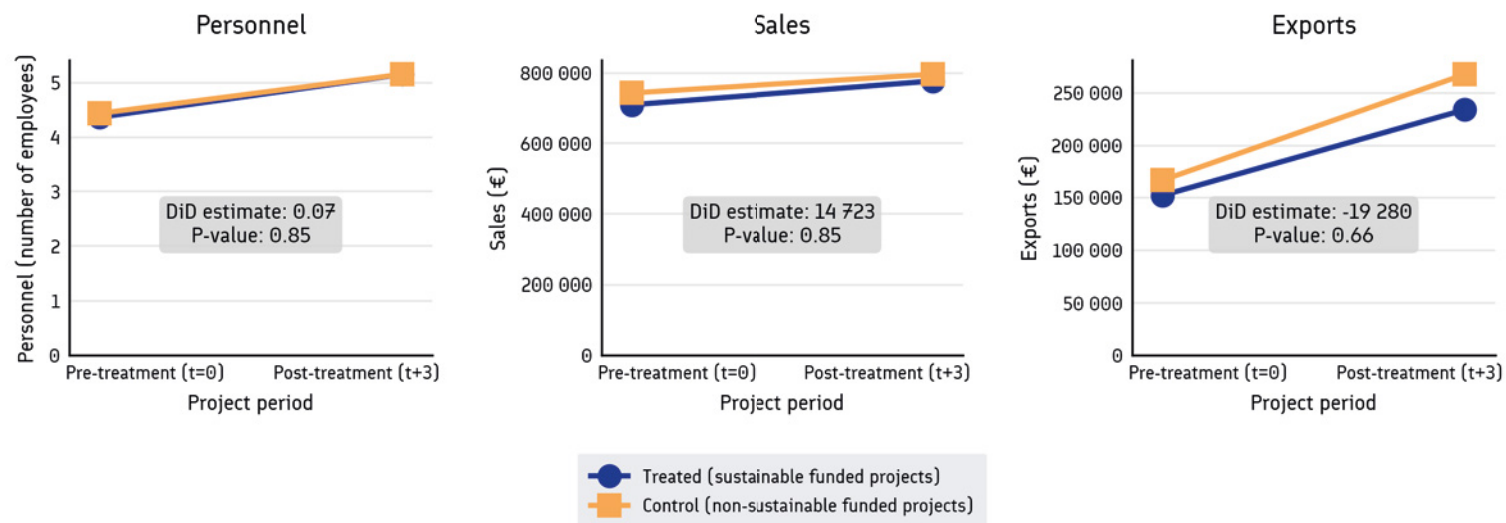 Personnel
Personnel (number of employees)
5
4
3
2
1
0
DiD estimate: 0.07
P-value: 0.85
Pre-treatment (t=0)
Post-treatment (t+3)
Project period
Sales
Sales (€)
800 000
600 000
400 000
200 000
0
DiD estimate: 14 723
P-value: 0.85
Pre-treatment (t=0)
Post-treatment (t+3)
Project period
Exports
Exports (€)
250 000
200 000
150 000
100 000
50 000
0
DiD estimate: -19 280
P-value: 0.66
Pre-treatment (t=0)
Post-treatment (t+3)
Project period
Treated (sustainable funded projects)
Control (non-sustainable funded projects)